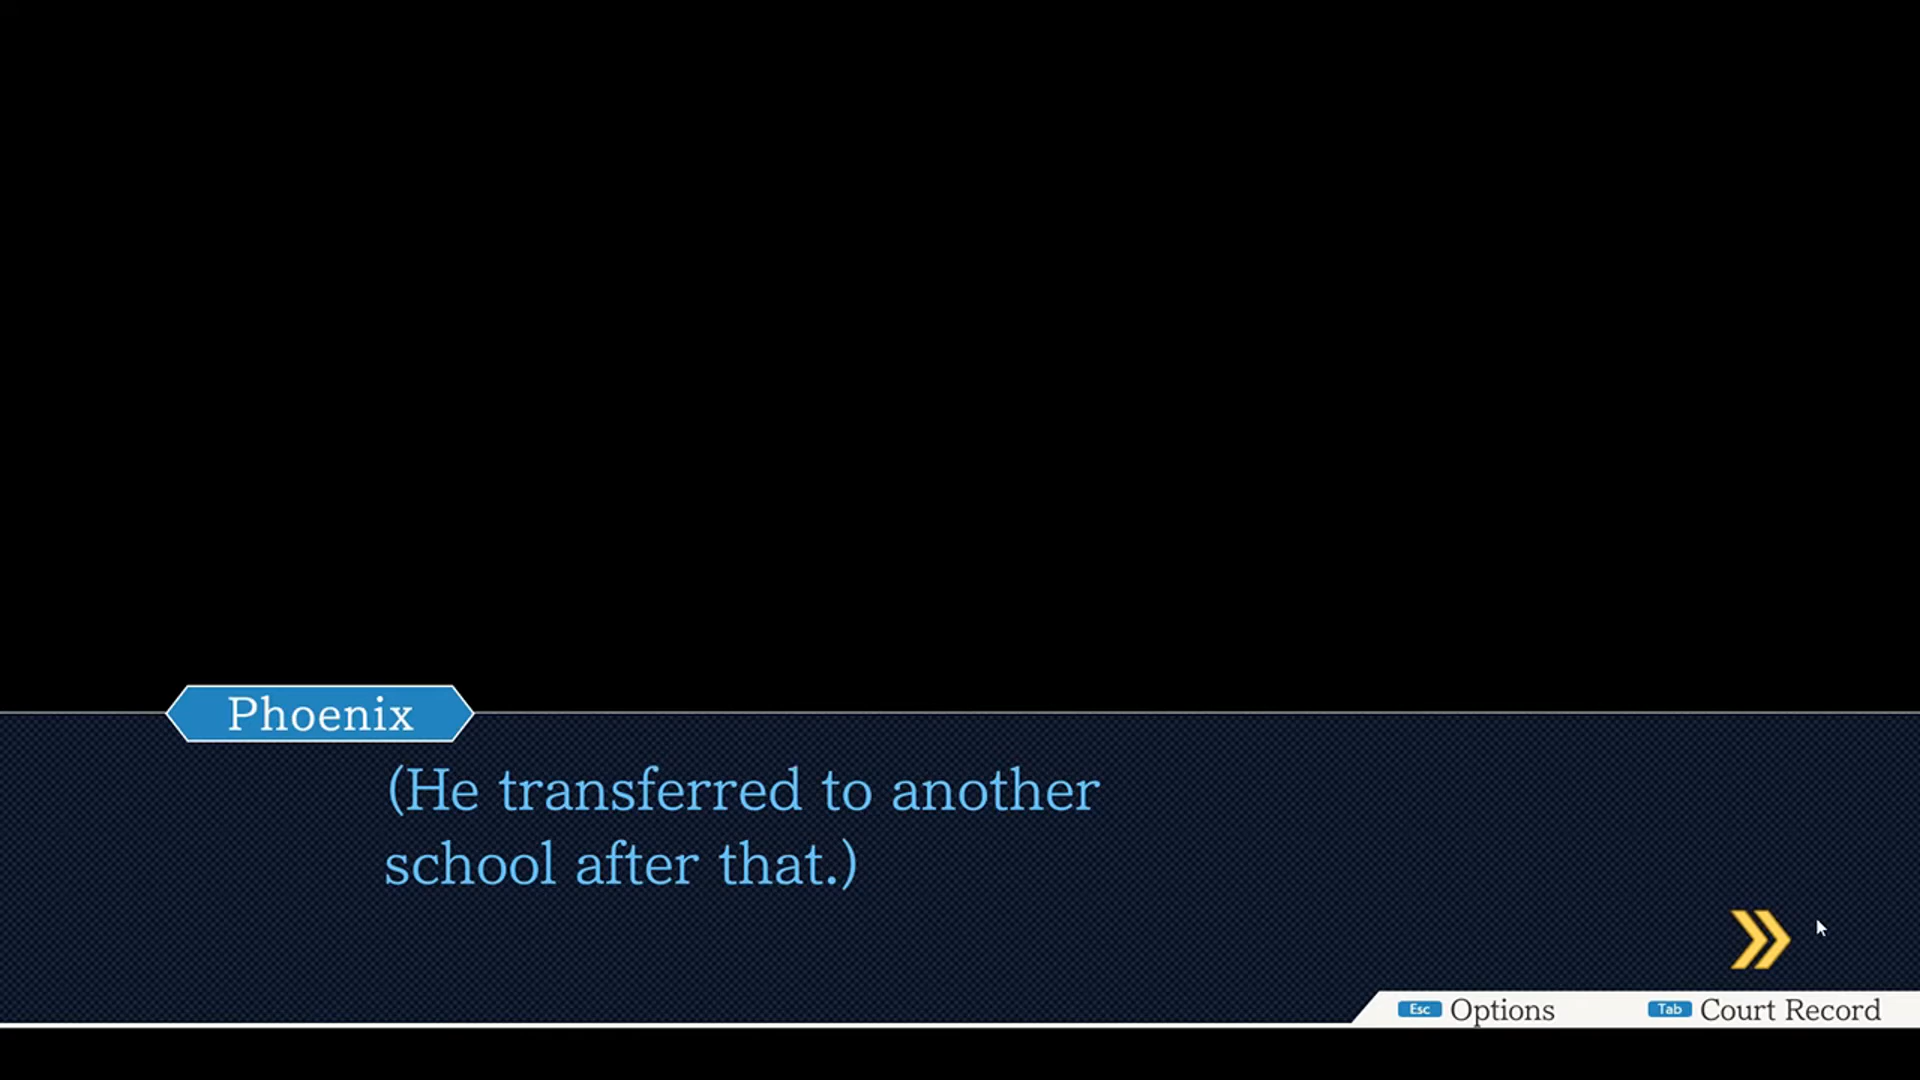 Phoenix
(He transferred to another
school after that.)
Esc Options Tab Court Record